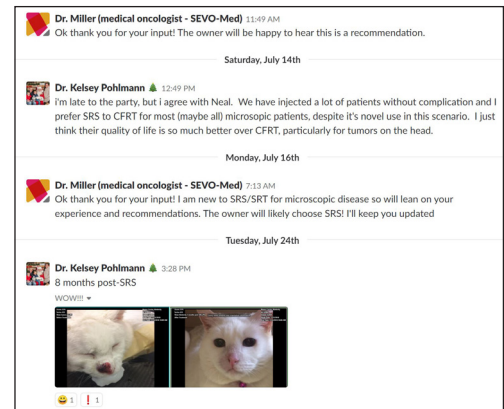 Dr. Miller (medical oncologist - SEVO-Med) 11:49 AM
Ok thank you for your input! The owner will be happy to hear this is a recommendation.
Saturday, July 14th
Dr. Kelsey Pohlmann 12:49 PM
i'm late to the party, but i agree with Neal. We have injected a lot of patients without complication and I
prefer SRS to CFRT for most (maybe all) microscopic patients, despite it's novel use in this scenario. I just
think their quality of life is so much better over CFRT, particularly for tumors on the head.
Monday, July 16th
Dr. Miller (medical oncologist - SEVO-Med) 7:13 AM
Ok thank you for your input! I am new to SRS/SRT for microscopic disease so will lean on your
experience and recommendations. The owner will likely choose SRS! I'll keep you updated
Tuesday, July 24th
Dr. Kelsey Pohlmann 3:28 PM
8 months post-SRS
WOW!!!
1 1